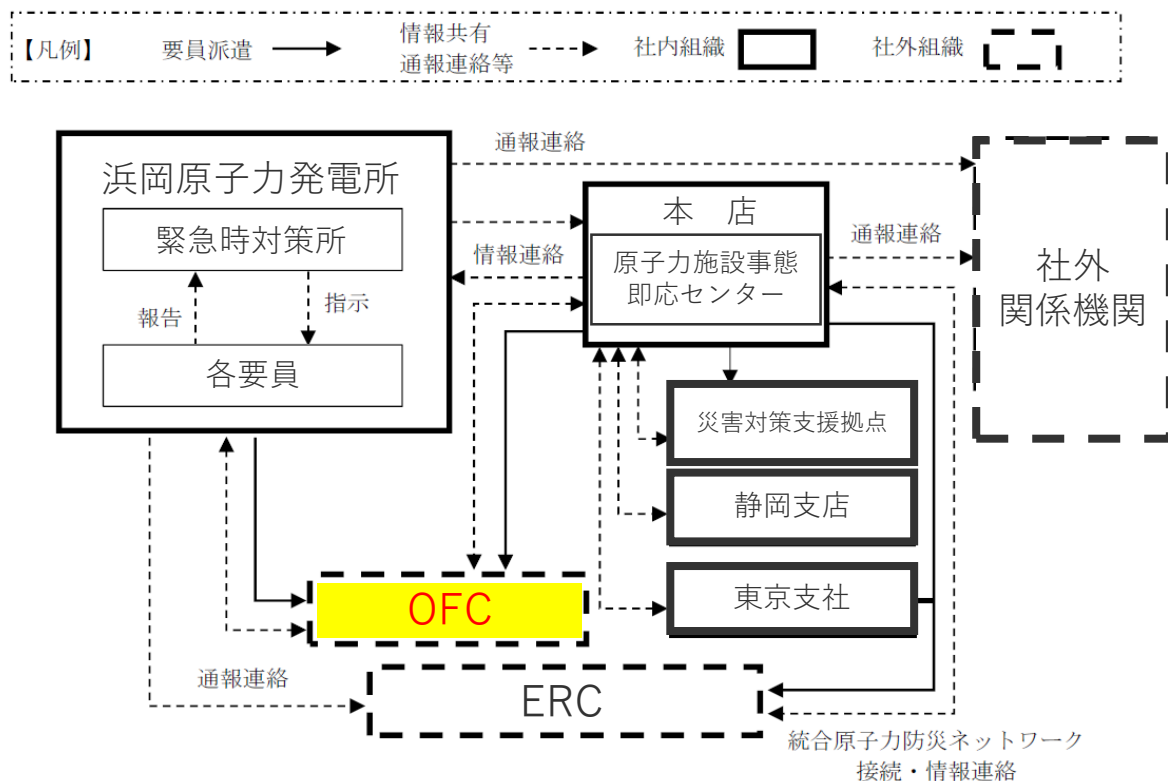 【凡例】
要員派遣
情報共有
通報連絡等
社内組織
社外組織
通報連絡
浜岡原子力発電所
緊急時対策所
報告
指示
各要員
情報連絡
本　店
原子力施設事態
即応センター
通報連絡
社外
関係機関
災害対策支援拠点
静岡支店
東京支社
OFC
通報連絡
ERC
統合原子力防災ネットワーク
接続・情報連絡